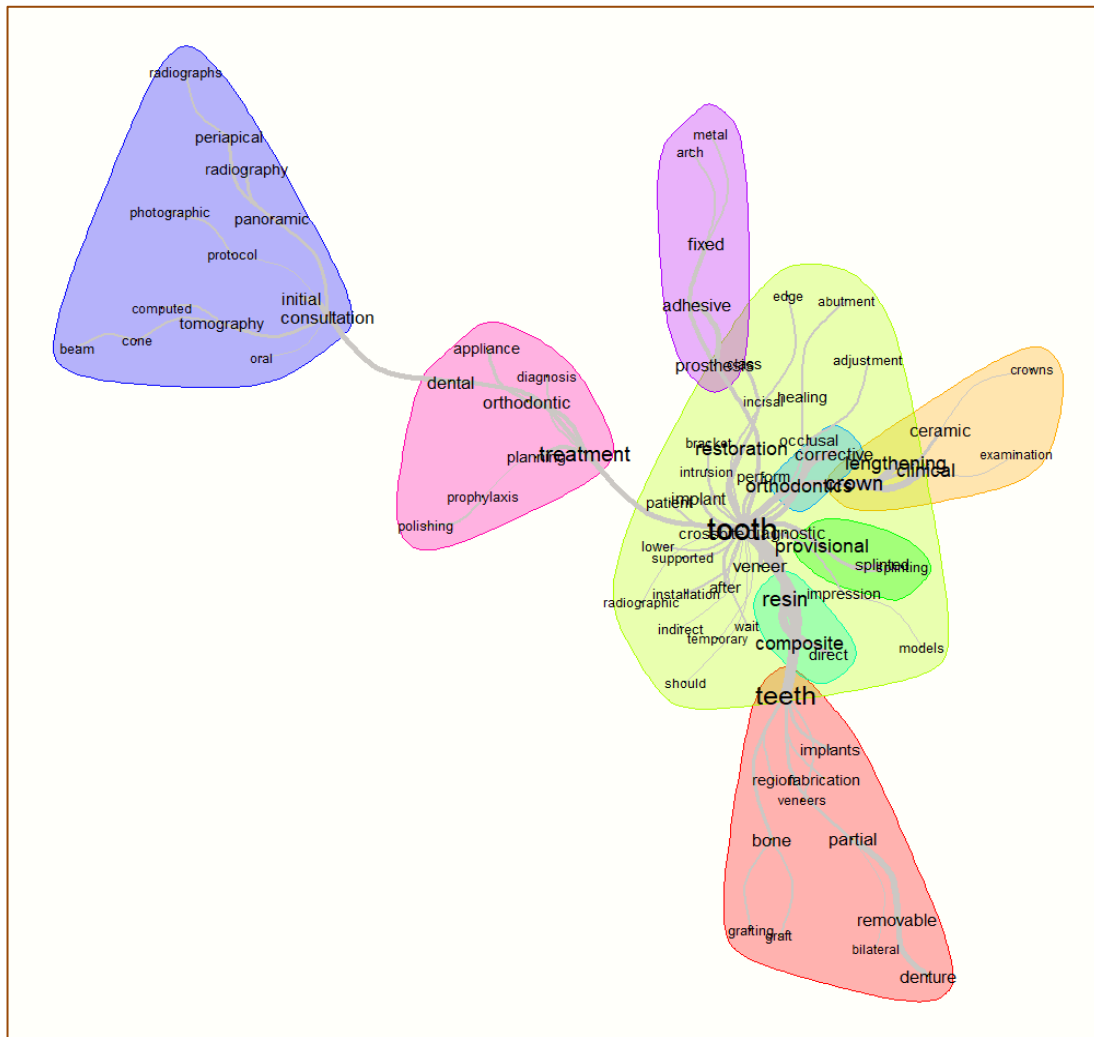 radiographs
periapical
radiography
photographic
panoramic
protocol
initial
consultation
computed
tomography
cone
beam
oral
metal
arch
fixed
adhesive
prosthesis
class
edge
abutment
adjustment
incisal
healing
crowns
ceramic
examination
appliance
dental
diagnosis
orthodontic
treatment
planning
prophylaxis
polishing
bracket
restoration
occlusal
corrective
lengthening
clinical
crown
intrusion
perform
orthodontics
patient
implant
tooth
crossbite
diagnostic
provisional
lower
supported
veneer
splinted
splinting
after
installation
radiographic
resin
impression
indirect
wait
temporary
composite
direct
models
should
teeth
implants
region
fabrication
veneers
bone
partial
grafting
graft
removable
bilateral
denture